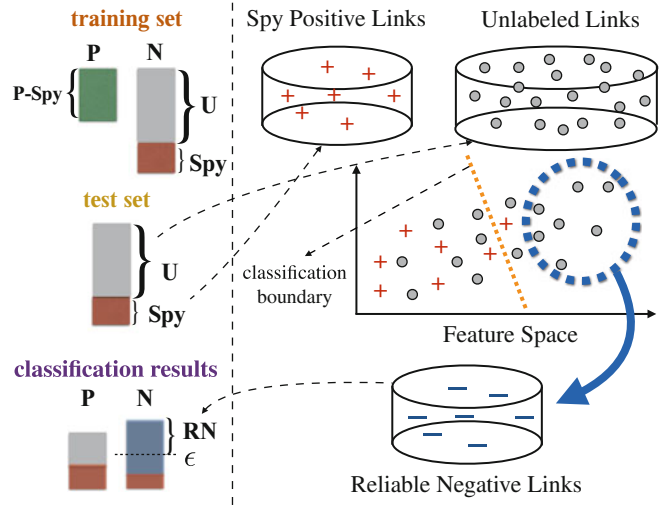 training set
P
N
P-Spy
U
Spy
test set
U
Spy
classification results
P
N
RN
ϵ
Spy Positive Links
Unlabeled Links
classification
boundary
Feature Space
Reliable Negative Links